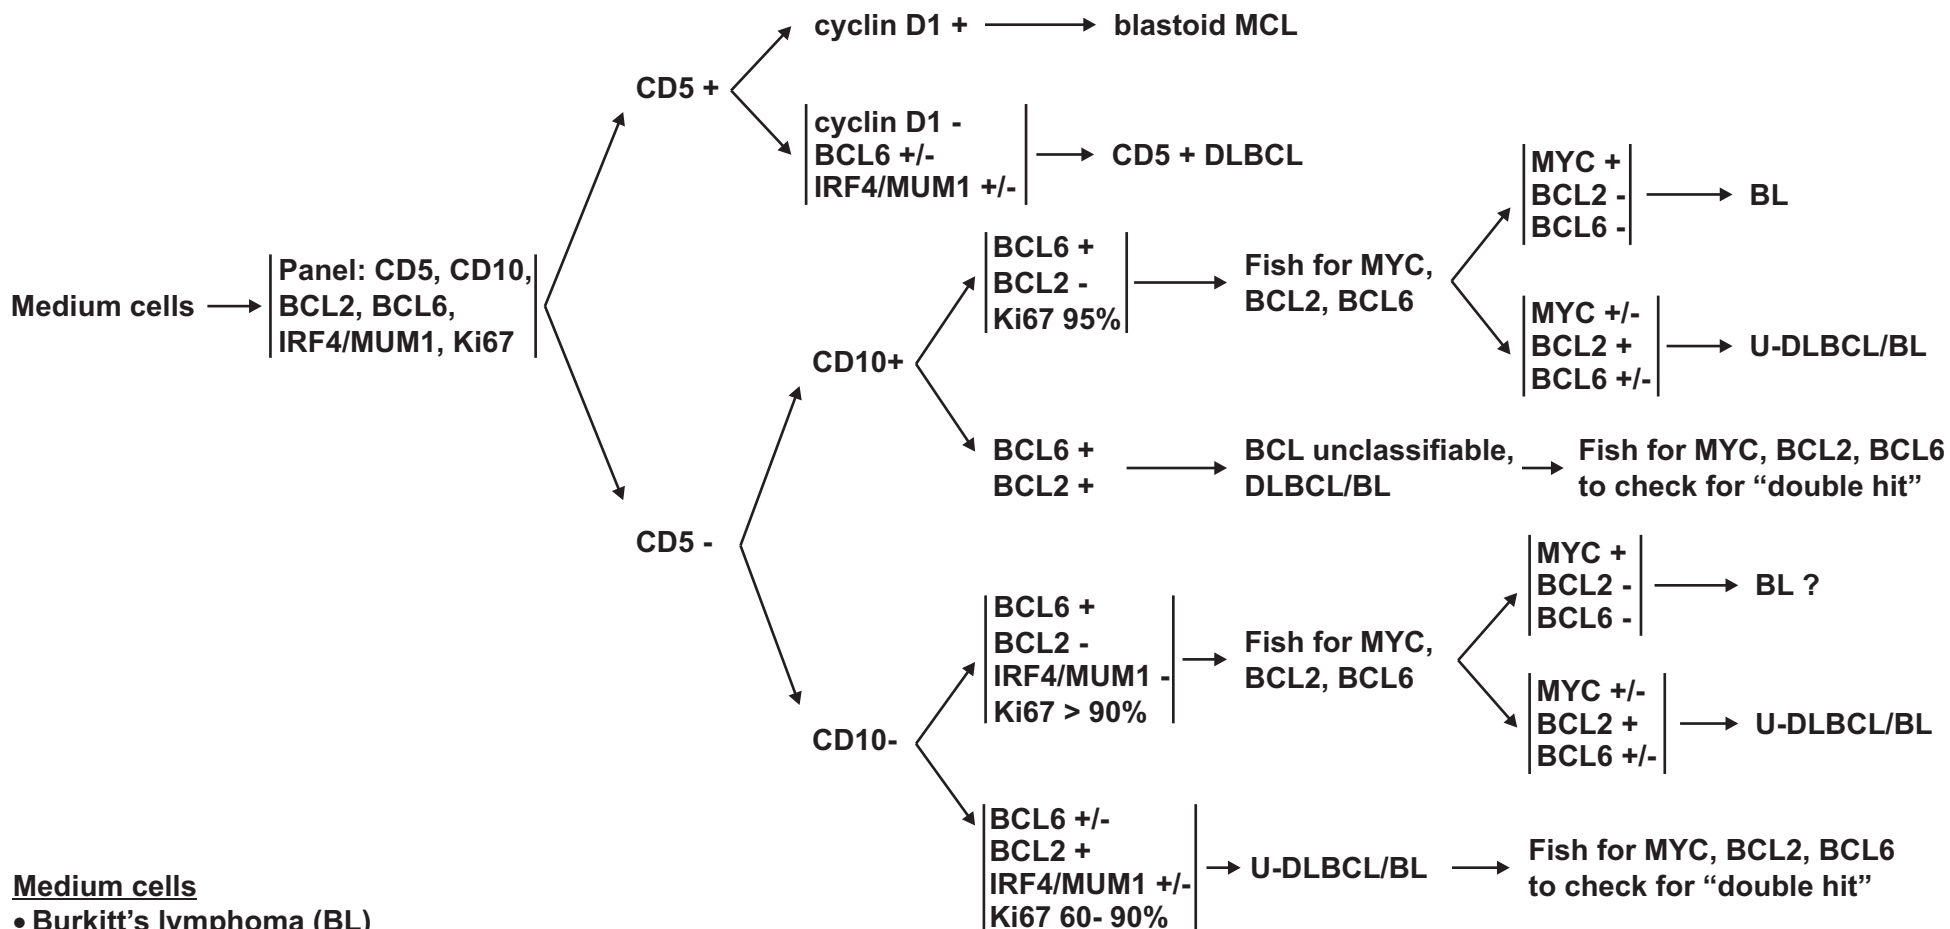 Medium cells
Panel: CD5, CD10,
BCL2, BCL6,
IRF4/MUM1, Ki67
CD5 +
cyclin D1 +
blastoid MCL
cyclin D1 -
BCL6 +/-
IRF4/MUM1 +/-
CD5 + DLBCL
CD5 -
CD10+
BCL6 +
BCL2 -
Ki67 95%
Fish for MYC,
BCL2, BCL6
MYC +
BCL2 -
BCL6 -
BL
MYC +/-
BCL2 +
BCL6 +/-
U-DLBCL/BL
BCL6 +
BCL2 +
BCL unclassifiable,
DLBCL/BL
Fish for MYC, BCL2, BCL6
to check for “double hit”
CD10-
BCL6 +
BCL2 -
IRF4/MUM1 -
Ki67 > 90%
Fish for MYC,
BCL2, BCL6
MYC +
BCL2 -
BCL6 -
BL ?
MYC +/-
BCL2 +
BCL6 +/-
U-DLBCL/BL
BCL6 +/-
BCL2 +
IRF4/MUM1 +/-
Ki67 60- 90%
U-DLBCL/BL
Fish for MYC, BCL2, BCL6
to check for “double hit”
Medium cells
• Burkitt’s lymphoma (BL)